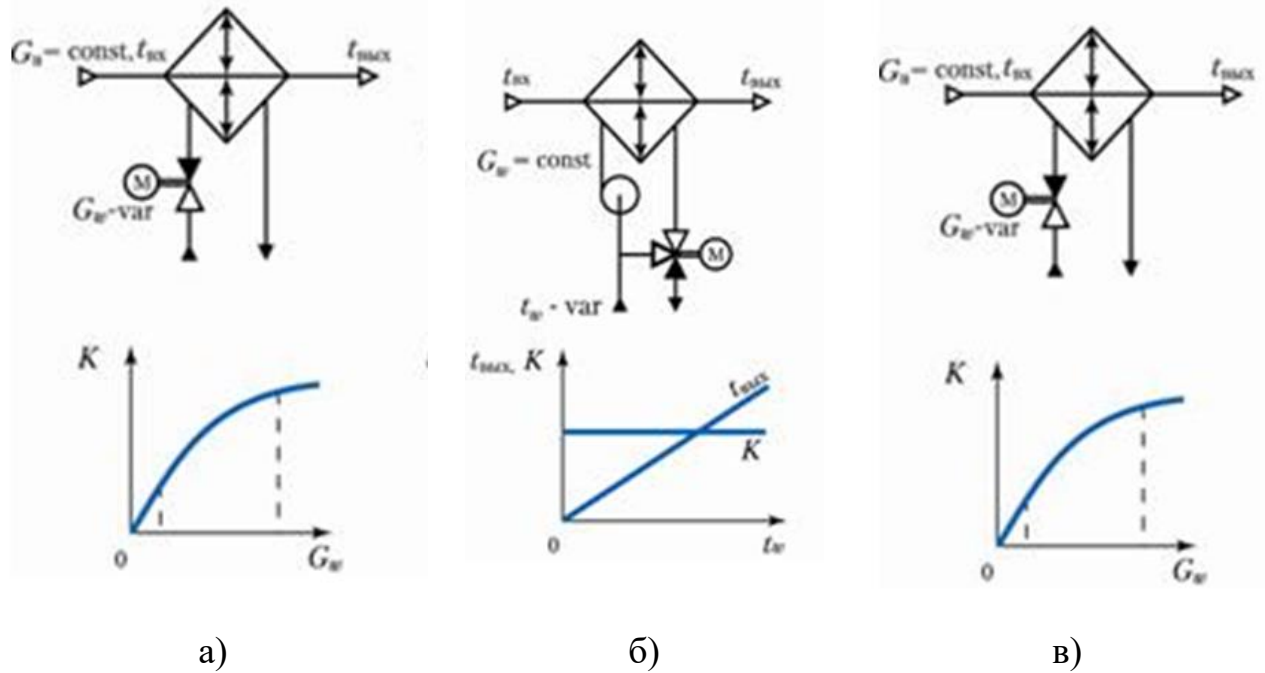 Gв = const, tвх
tвых
M
Gw-var
K
0
Gw
а)
tвх
tвых
Gw = const
M
tw - var
tвых, K
tвых
K
0
tw
б)
Gв = const, tвх
tвых
M
Gw-var
K
0
Gw
в)